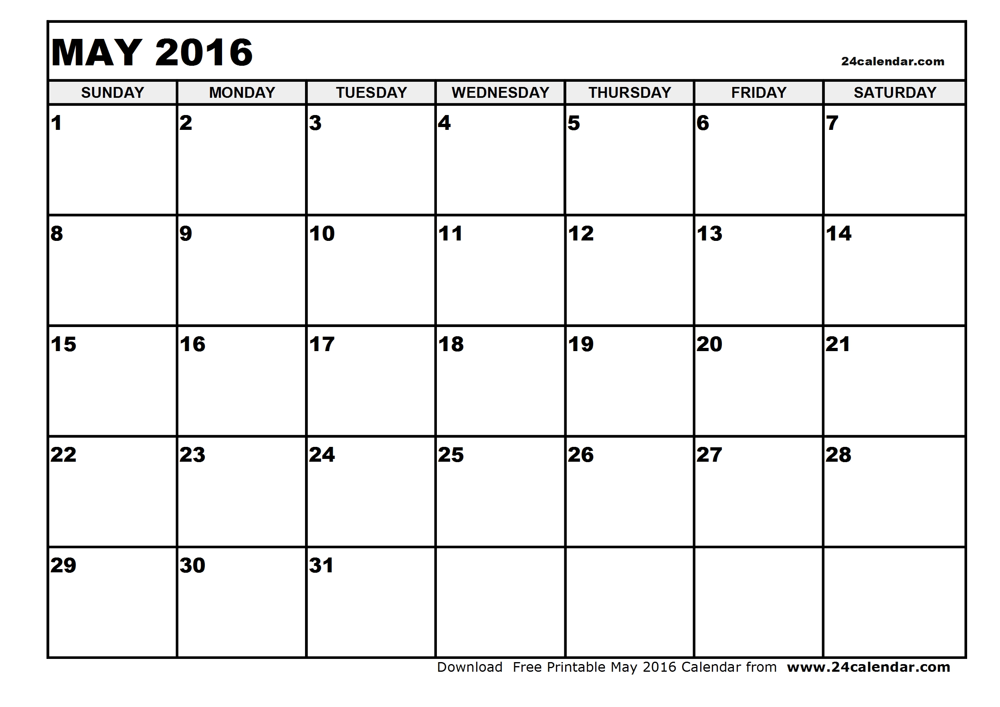 MAY 2016
24calendar.com
SUNDAY MONDAY TUESDAY WEDNESDAY THURSDAY FRIDAY SATURDAY
1 2 3 4 5 6 7
8 9 10 11 12 13 14
15 16 17 18 19 20 21
22 23 24 25 26 27 28
29 30 31
Download Free Printable May 2016 Calendar from www.24calendar.com